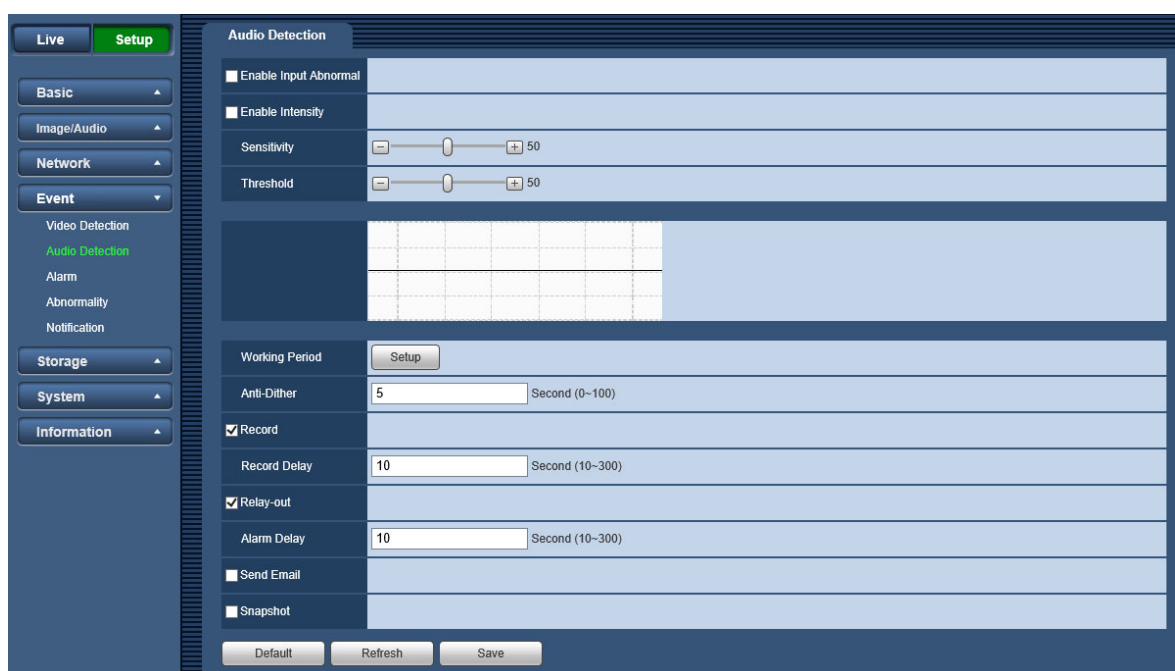 Live Setup
Basic
Image/Audio
Network
Event
Video Detection
Audio Detection
Alarm
Abnormality
Notification
Storage
System
Information
Audio Detection
Enable Input Abnormal
Enable Intensity
Sensitivity 50
Threshold 50
Working Period Setup
Anti-Dither 5 Second (0~100)
Record
Record Delay 10 Second (10~300)
Relay-out
Alarm Delay 10 Second (10~300)
Send Email
Snapshot
Default Refresh Save